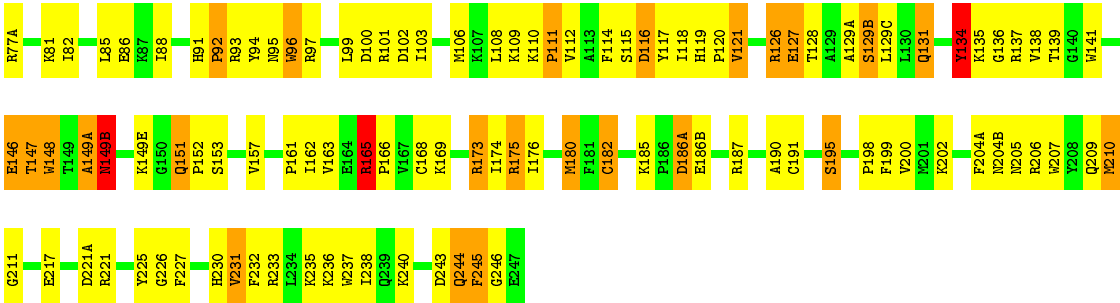 R77A K81 I82 L85 E86 K87 I88 H91 P92 R93 Y94 N95 W96 R97 L99 D100 R101 D102 I103 M106 K107 L108 K109 K110 P111 V112 A113 F114 S115 D116 Y117 I118 H119 P120 V121 R126 E127 T128 A129 A129A S129B L129C L130 Q131 Y134 K135 G136 R137 V138 T139 G140 W141
E146 T147 W148 T149 A149A N149B K149E G150 Q151 P152 S153 V157 P161 I162 V163 E164 R165 P166 V167 C168 K169 R173 I174 R175 I176 M180 F181 C182 K185 P186 D186A E186B R187 A190 C191 S195 P198 F199 V200 M201 K202 F204A N204B N205 R206 W207 Y208 Q209 M210
G211 E217 D221A R221 Y225 G226 F227 H230 V231 F232 R233 L234 K235 K236 W237 I238 Q239 K240 D243 Q244 F245 G246 E247